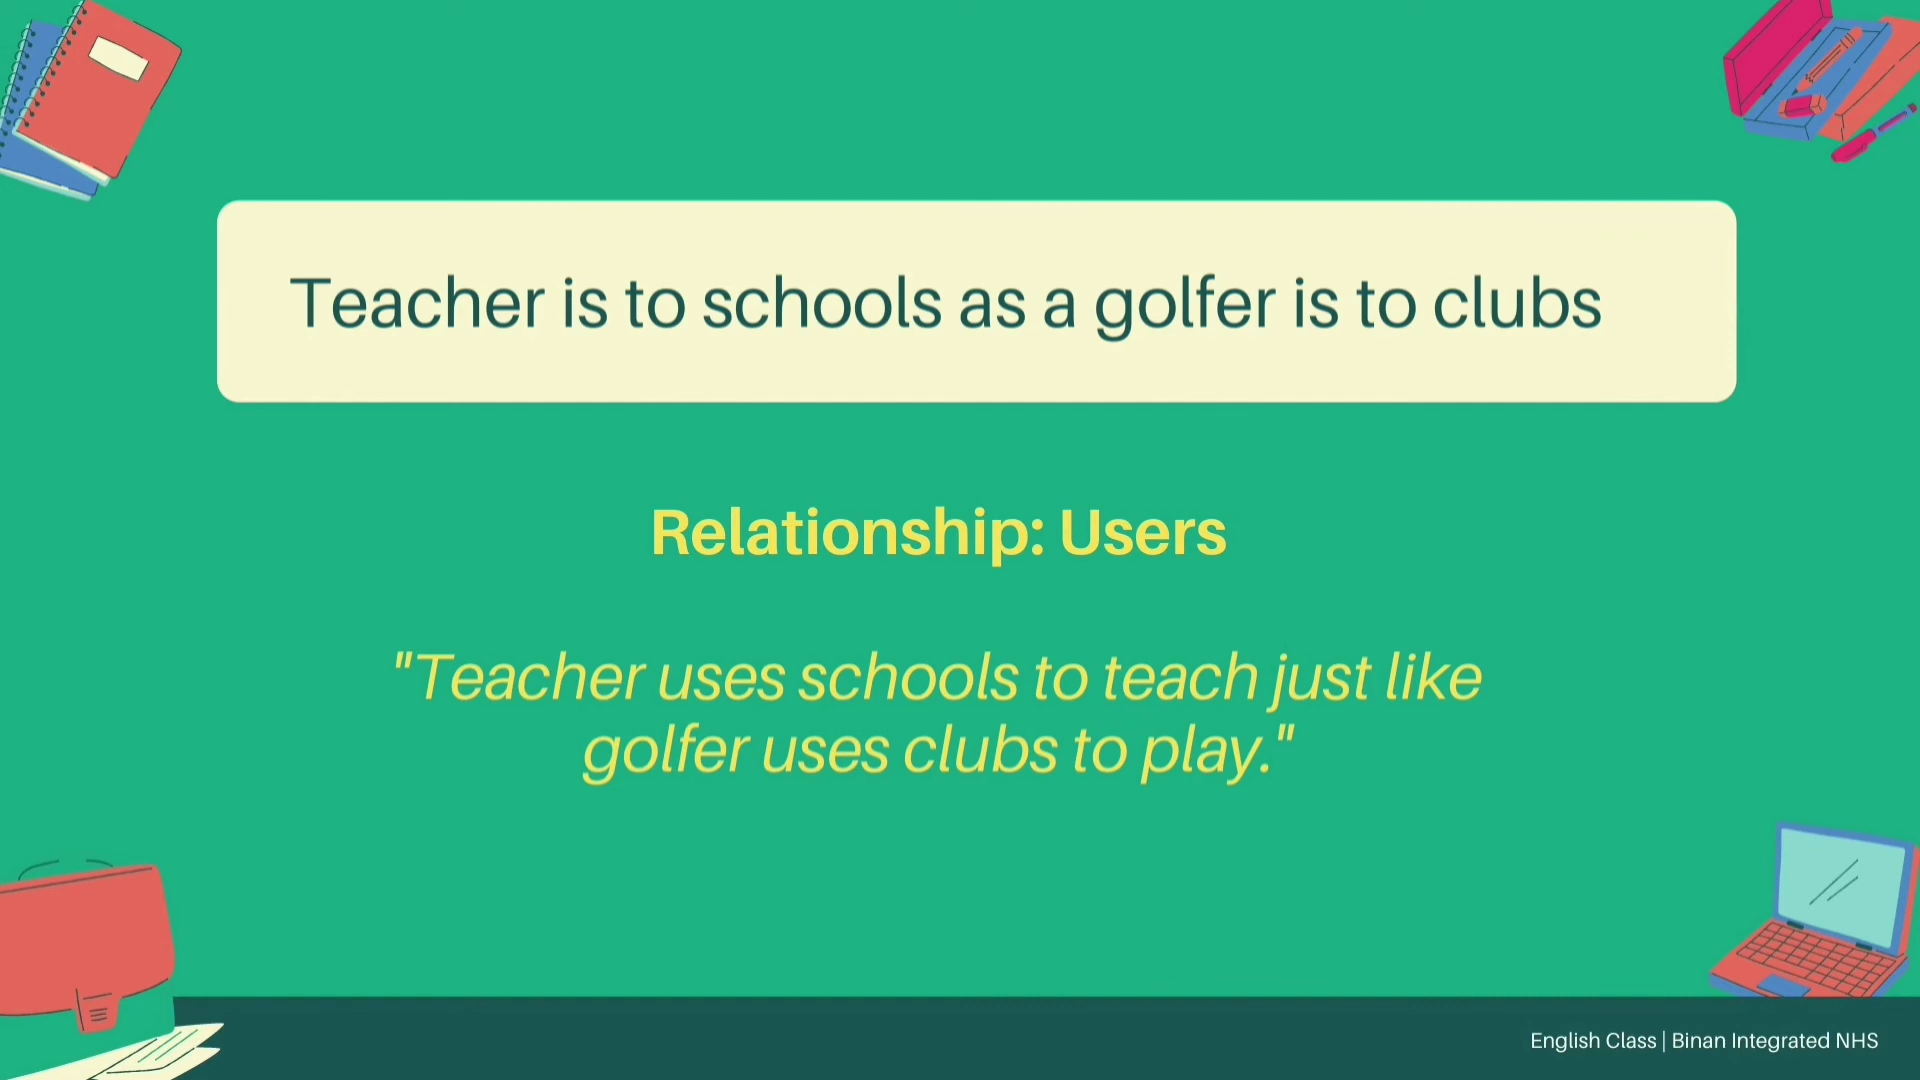 Teacher is to schools as a golfer is to clubs
Relationship: Users
"Teacher uses schools to teach just like
golfer uses clubs to play."
English Class | Binan Integrated NHS